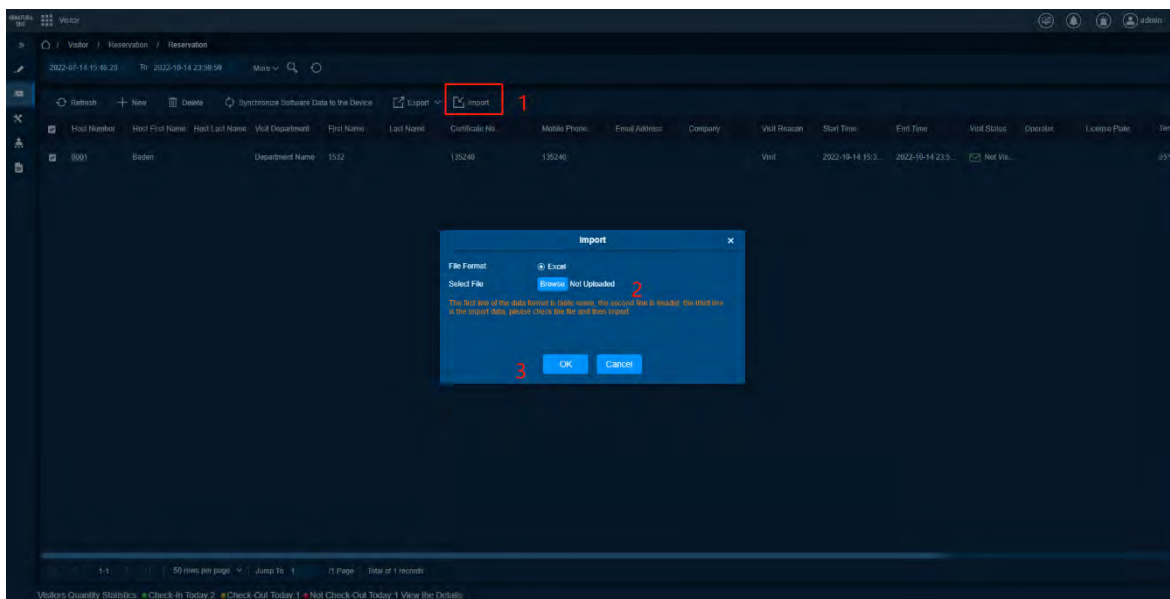 ARMATURA
ONE
Visitor
admin
/ Visitor / Reservation / Reservation
2022-07-14 15:46:20 To 2022-10-14 23:59:59 More
Refresh New Delete Synchronize Software Data to the Device Export Import 1
Host Number Host First Name Host Last Name Visit Department First Name Last Name Certificate No. Mobile Phone Email Address Company Visit Reason Start Time End Time Visit Status Operator License Plate
0001 Baden Department Name 1532 135240 135240 Visit 2022-10-14 15:3... 2022-10-14 23:5... Not Vis...
Import
File Format Excel
Select File Browse Not Uploaded 2
The first line of the data format is table name, the second line is header, the third line
is the import data, please check the file and then import.
3 OK Cancel
1-1 50 rows per page Jump To 1 /1 Page Total of 1 records
Visitors Quantity Statistics: Check-In Today:2 Check-Out Today:1 Not Check-Out Today:1 View the Details